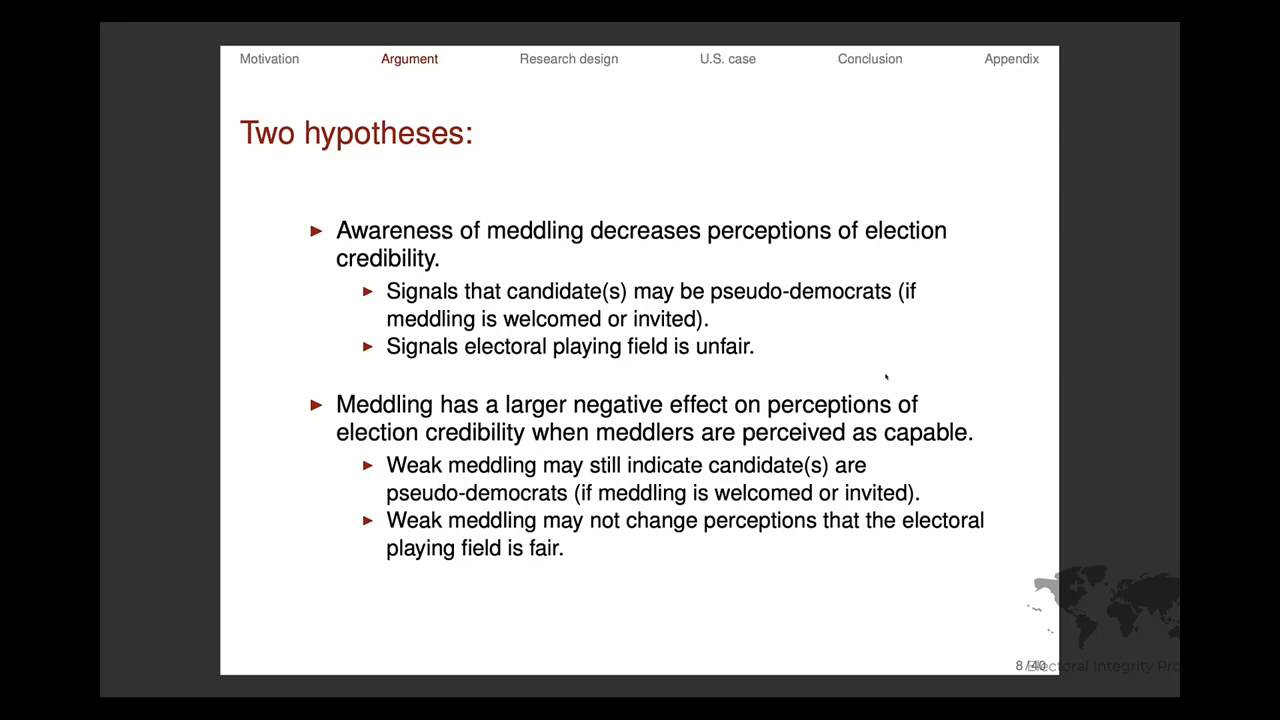 Motivation Argument Research design U.S. case Conclusion Appendix
Two hypotheses:
Awareness of meddling decreases perceptions of election
credibility.
Signals that candidate(s) may be pseudo-democrats (if
meddling is welcomed or invited).
Signals electoral playing field is unfair.
Meddling has a larger negative effect on perceptions of
election credibility when meddlers are perceived as capable.
Weak meddling may still indicate candidate(s) are
pseudo-democrats (if meddling is welcomed or invited).
Weak meddling may not change perceptions that the electoral
playing field is fair.
8 / 40
Electoral Integrity Pro